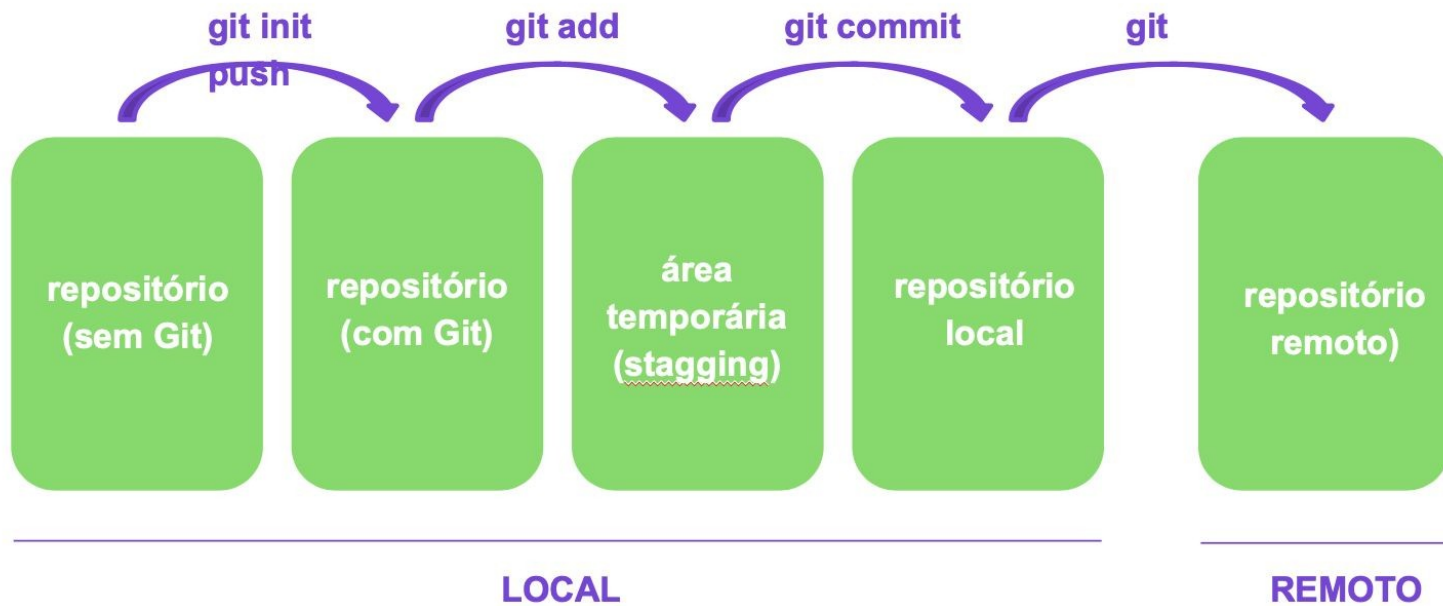 git init git add git commit git
push
repositório
(sem Git)
repositório
(com Git)
área
temporária
(stagging)
repositório
local
repositório
remoto)
LOCAL
REMOTO